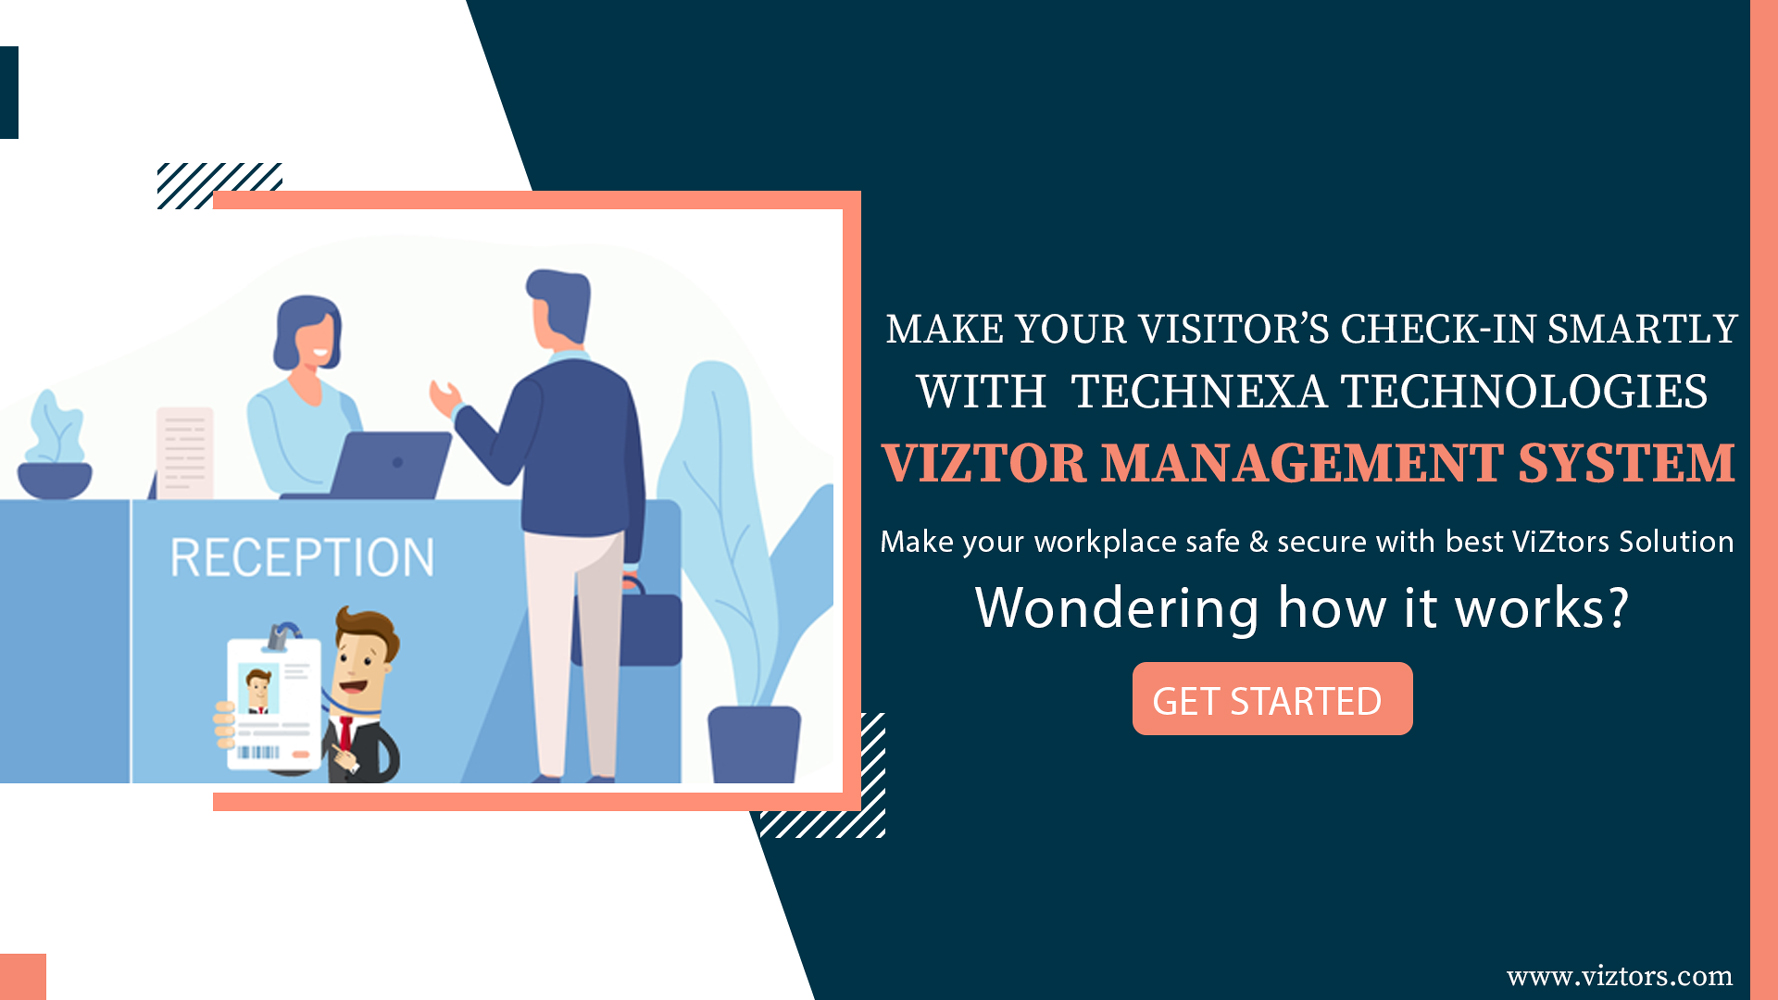 MAKE YOUR VISITOR’S CHECK-IN SMARTLY
WITH TECHNEXA TECHNOLOGIES
VIZTOR MANAGEMENT SYSTEM
Make your workplace safe & secure with best ViZtors Solution
Wondering how it works?
GET STARTED
RECEPTION
www.viztors.com